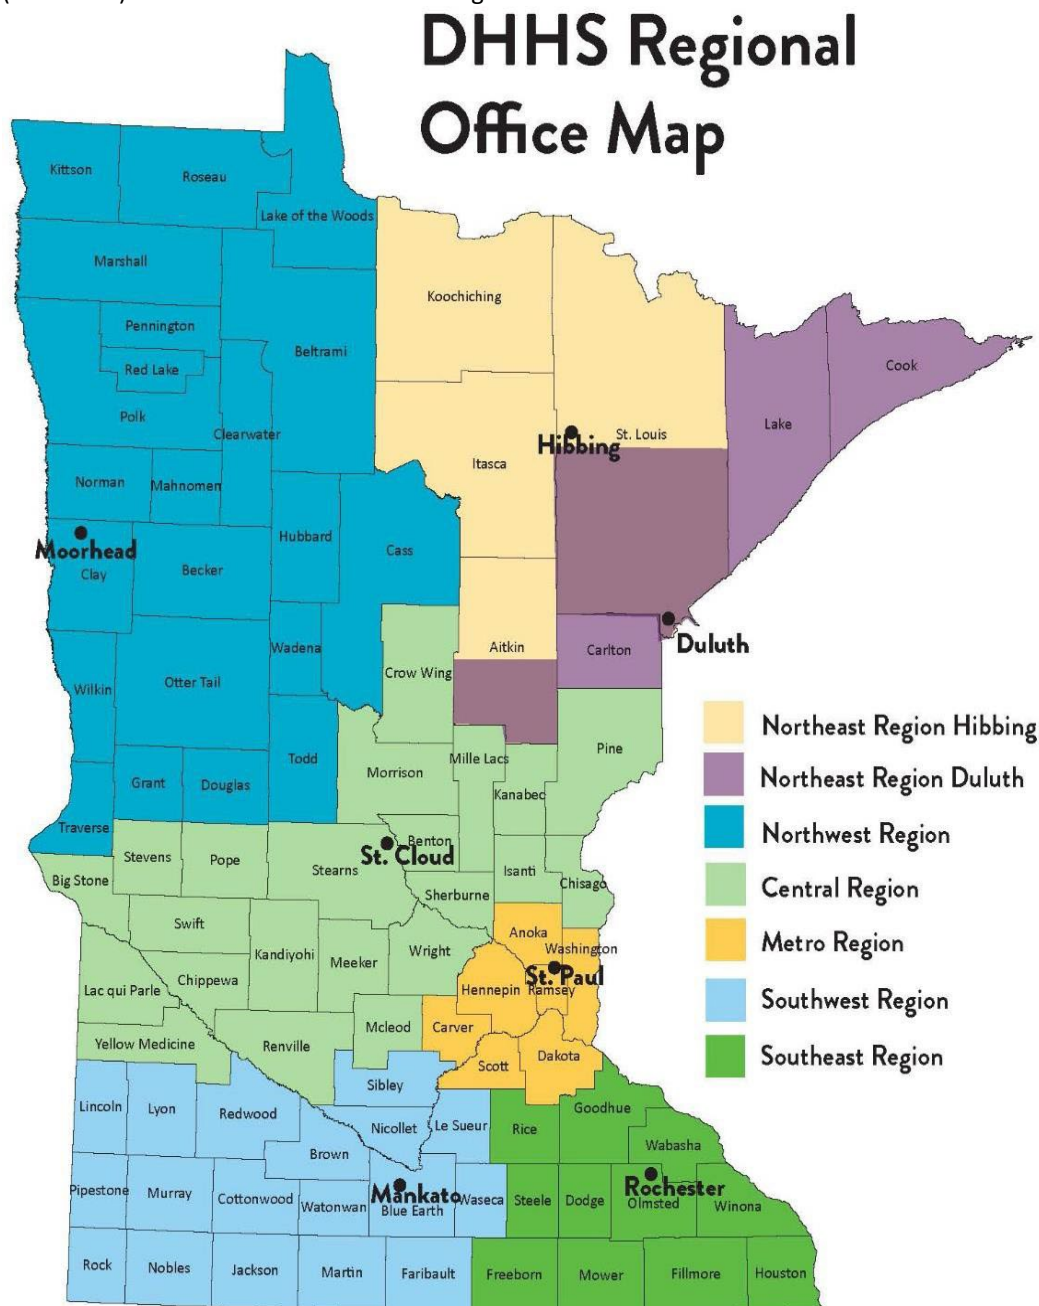 DHHS Regional
Office Map
Kittson
Roseau
Lake of the Woods
Marshall
Koochiching
Pennington
Beltrami
Red Lake
Cook
Polk
Clearwater
Lake
Hibbing
St. Louis
Itasca
Norman
Mahnomen
Moorhead
Clay
Becker
Hubbard
Cass
Wadena
Aitkin
Carlton
Duluth
Crow Wing
Wilkin
Otter Tail
Northeast Region Hibbing
Northeast Region Duluth
Northwest Region
Central Region
Metro Region
Southwest Region
Southeast Region
Todd
Morrison
Mille Lacs
Pine
Grant
Douglas
Kanabec
Traverse
Benton
St. Cloud
Stevens
Pope
Stearns
Isanti
Chisago
Big Stone
Sherburne
Swift
Anoka
Washington
Kandiyohi
Meeker
Wright
St. Paul
Chippewa
Lac qui Parle
Hennepin
Ramsey
Mcleod
Carver
Yellow Medicine
Renville
Scott
Dakota
Sibley
Lincoln
Lyon
Redwood
Nicollet
Le Sueur
Rice
Goodhue
Wabasha
Brown
Pipestone
Murray
Cottonwood
Watonwan
Mankato
Blue Earth
Waseca
Steele
Dodge
Rochester
Olmsted
Winona
Rock
Nobles
Jackson
Martin
Faribault
Freeborn
Mower
Fillmore
Houston